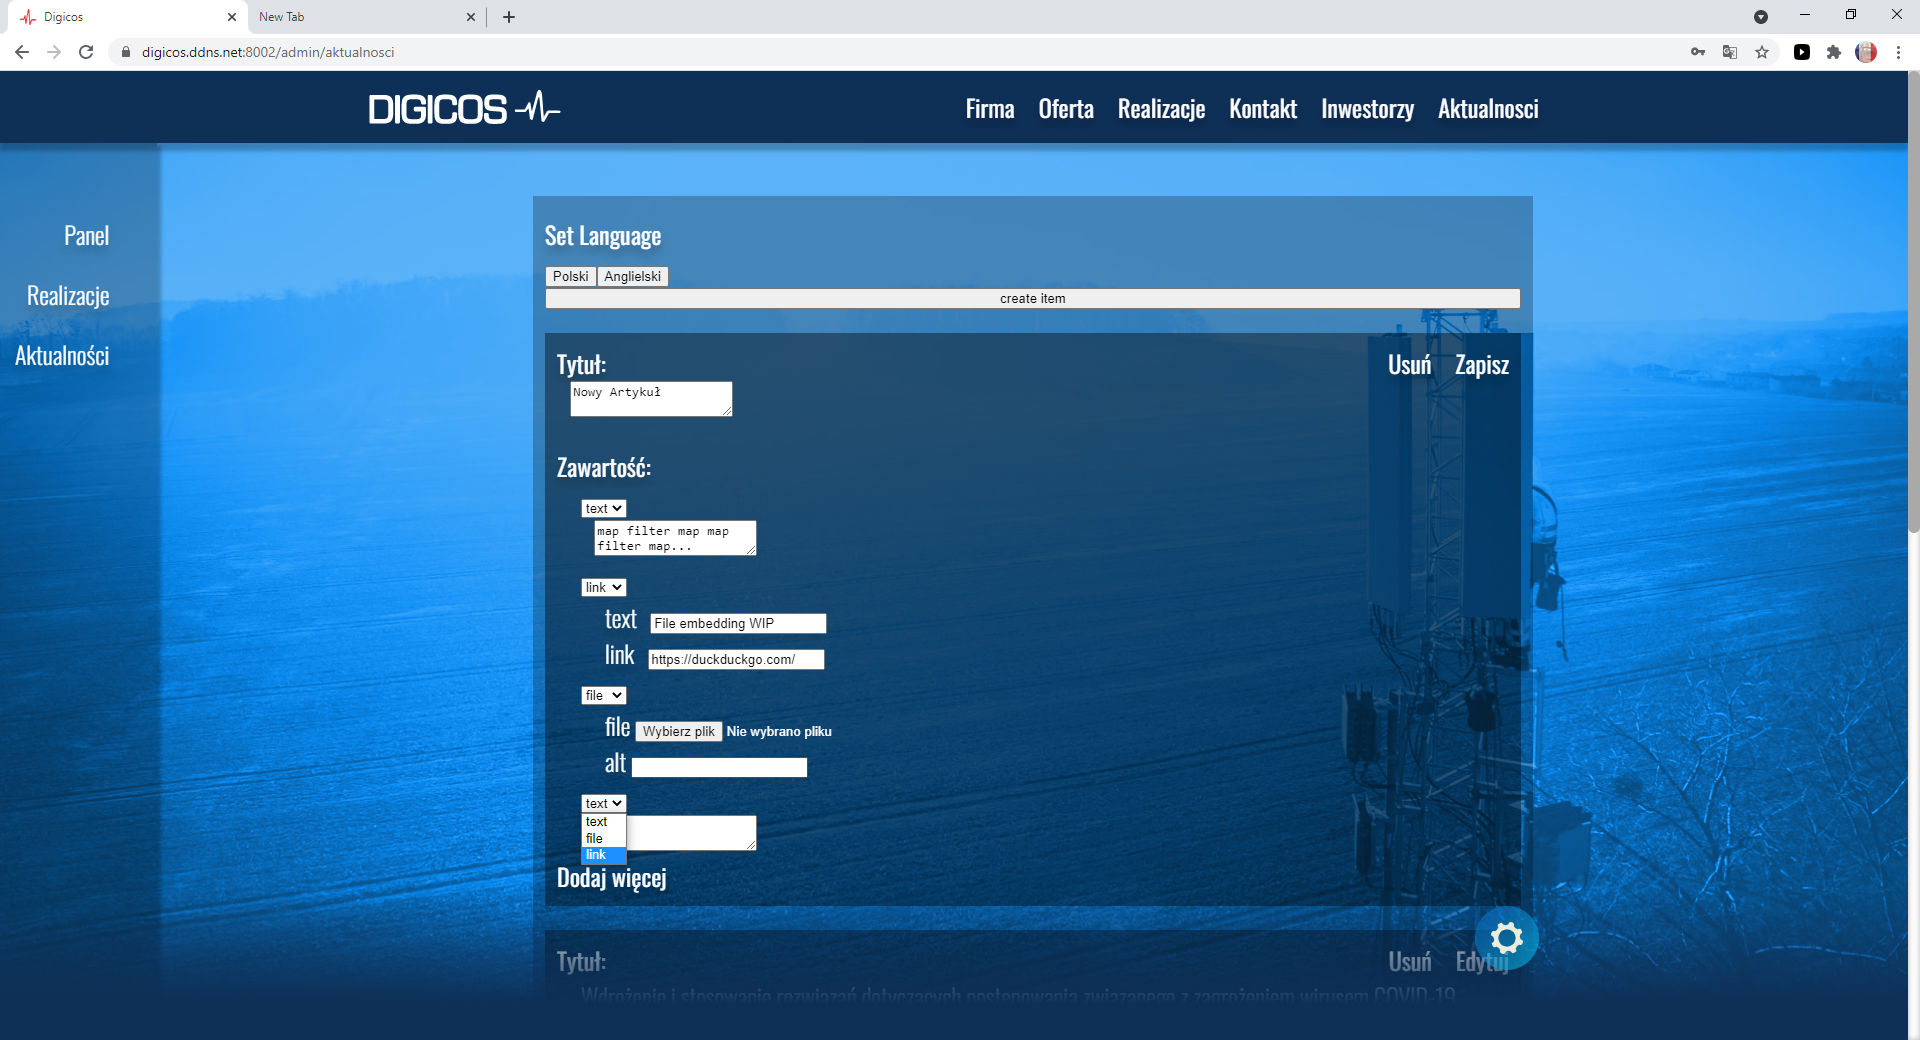 Digicos
New Tab
digicos.ddns.net:8002/admin/aktualnosci
DIGICOS
Firma Oferta Realizacje Kontakt Inwestorzy Aktualnosci
Panel
Realizacje
Aktualności
Set Language
Polski Anglielski
create item
Tytuł:
Usuń Zapisz
Nowy Artykuł
Zawartość:
text
map filter map map
filter map...
link
text File embedding WIP
link https://duckduckgo.com/
file
file Wybierz plik Nie wybrano pliku
alt
text
text
file
link
Dodaj więcej
Tytuł:
Usuń Edytuj
Wdrożenie i stosowanie rozwiązań dotyczących postępowania związanego z zagrożeniem wirusem COVID-19